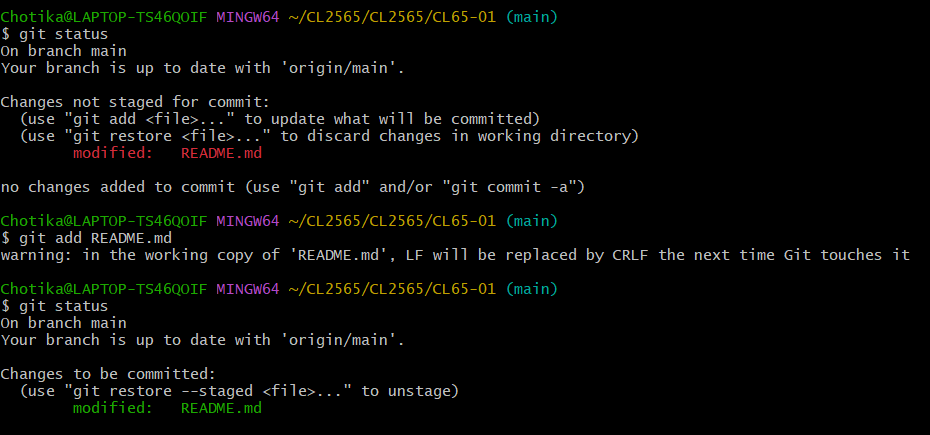 Chotika@LAPTOP-TS46QOIF MINGW64 ~/CL2565/CL2565/CL65-01 (main)
$ git status
On branch main
Your branch is up to date with 'origin/main'.
Changes not staged for commit:
(use "git add <file>..." to update what will be committed)
(use "git restore <file>..." to discard changes in working directory)
modified:   README.md
no changes added to commit (use "git add" and/or "git commit -a")
Chotika@LAPTOP-TS46QOIF MINGW64 ~/CL2565/CL2565/CL65-01 (main)
$ git add README.md
warning: in the working copy of 'README.md', LF will be replaced by CRLF the next time Git touches it
Chotika@LAPTOP-TS46QOIF MINGW64 ~/CL2565/CL2565/CL65-01 (main)
$ git status
On branch main
Your branch is up to date with 'origin/main'.
Changes to be committed:
(use "git restore --staged <file>..." to unstage)
modified:   README.md